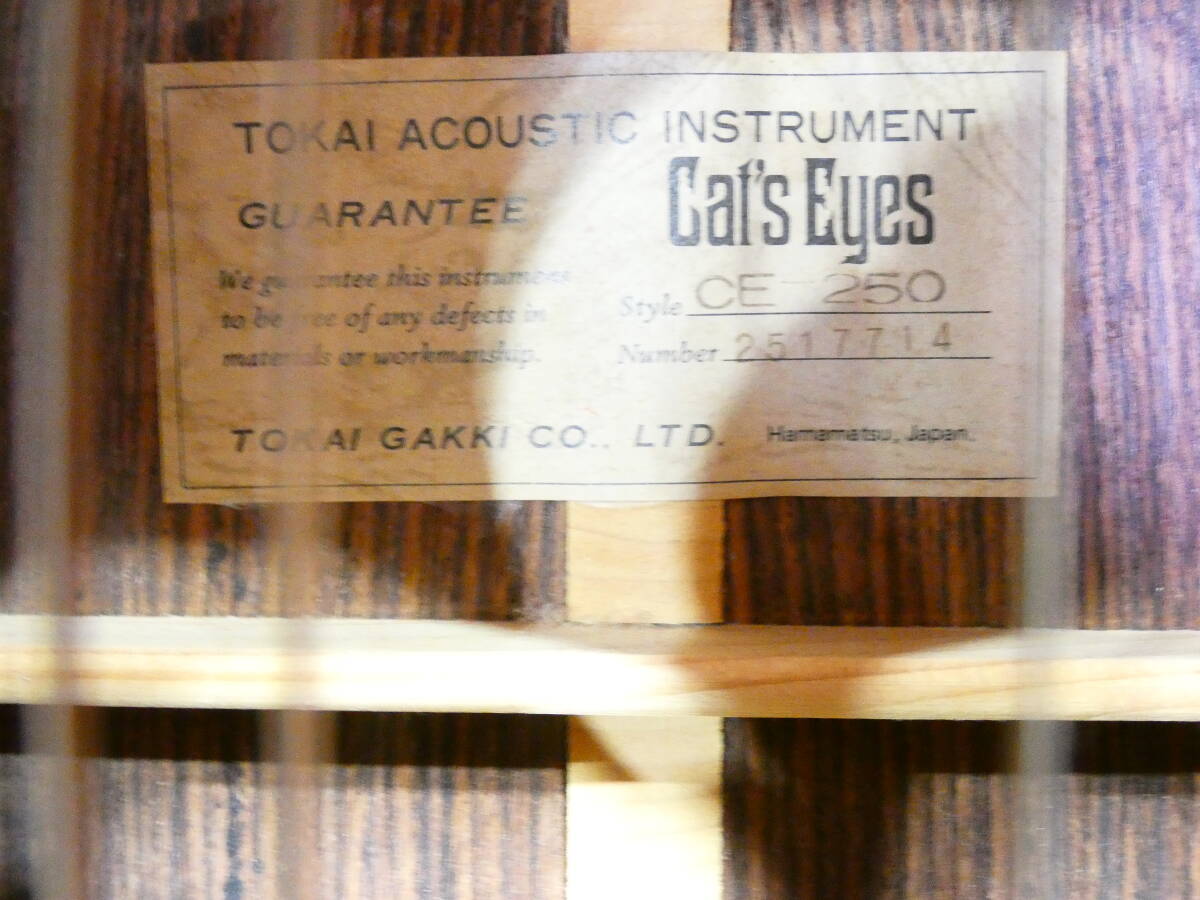 TOKAI ACOUSTIC INSTRUMENT
GUARANTEE
Cat's Eyes
We guarantee this instrument
to be free of any defects in
materials or workmanship.
Style CE-250
Number 2517714
TOKAI GAKKI CO., LTD. Hamamatsu, Japan.